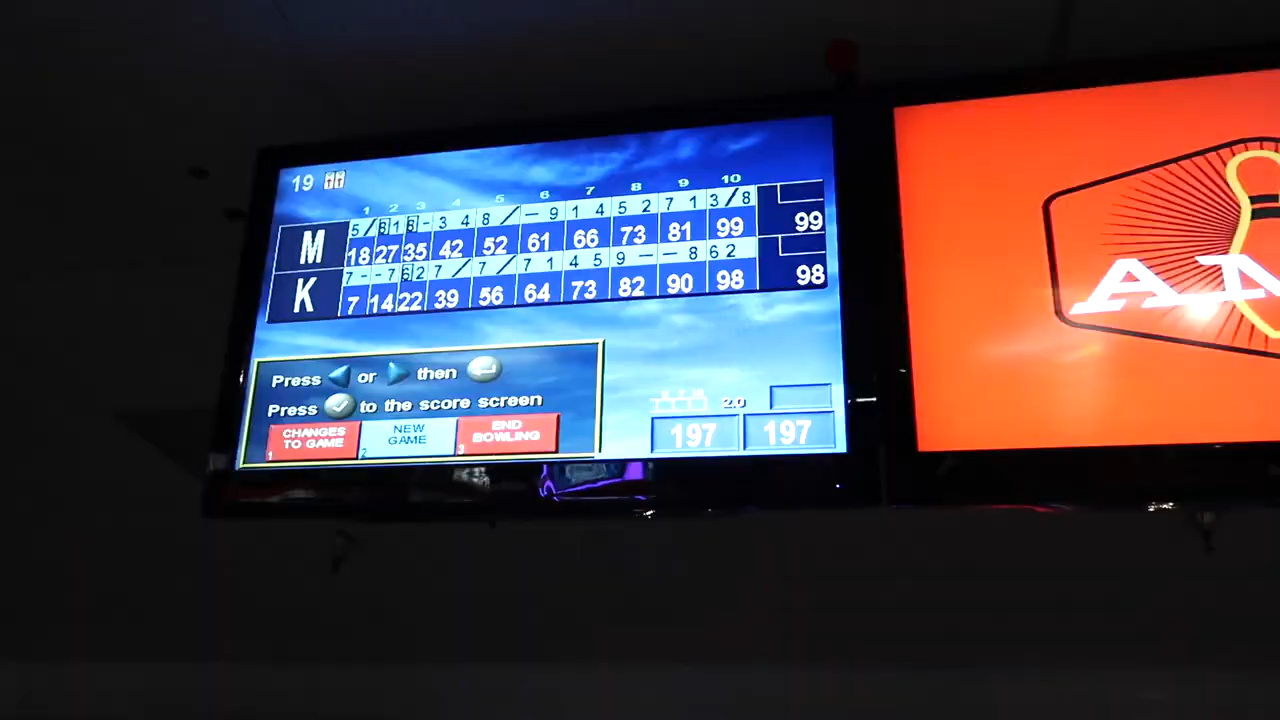 19
1 2 3 4 5 6 7 8 9 10
M 5 / 8 1 8 - 3 4 8 / - 9 1 4 5 2 7 1 3 / 8
18 27 35 42 52 61 66 73 81 99 99
K 7 - - 7 6 2 7 / 7 / 7 1 4 5 9 - - 8 6 2
7 14 22 39 56 64 73 82 90 98 98
Press or then
Press to the score screen
CHANGES TO GAME 1
NEW GAME 2
END BOWLING 3
2.0
197 197